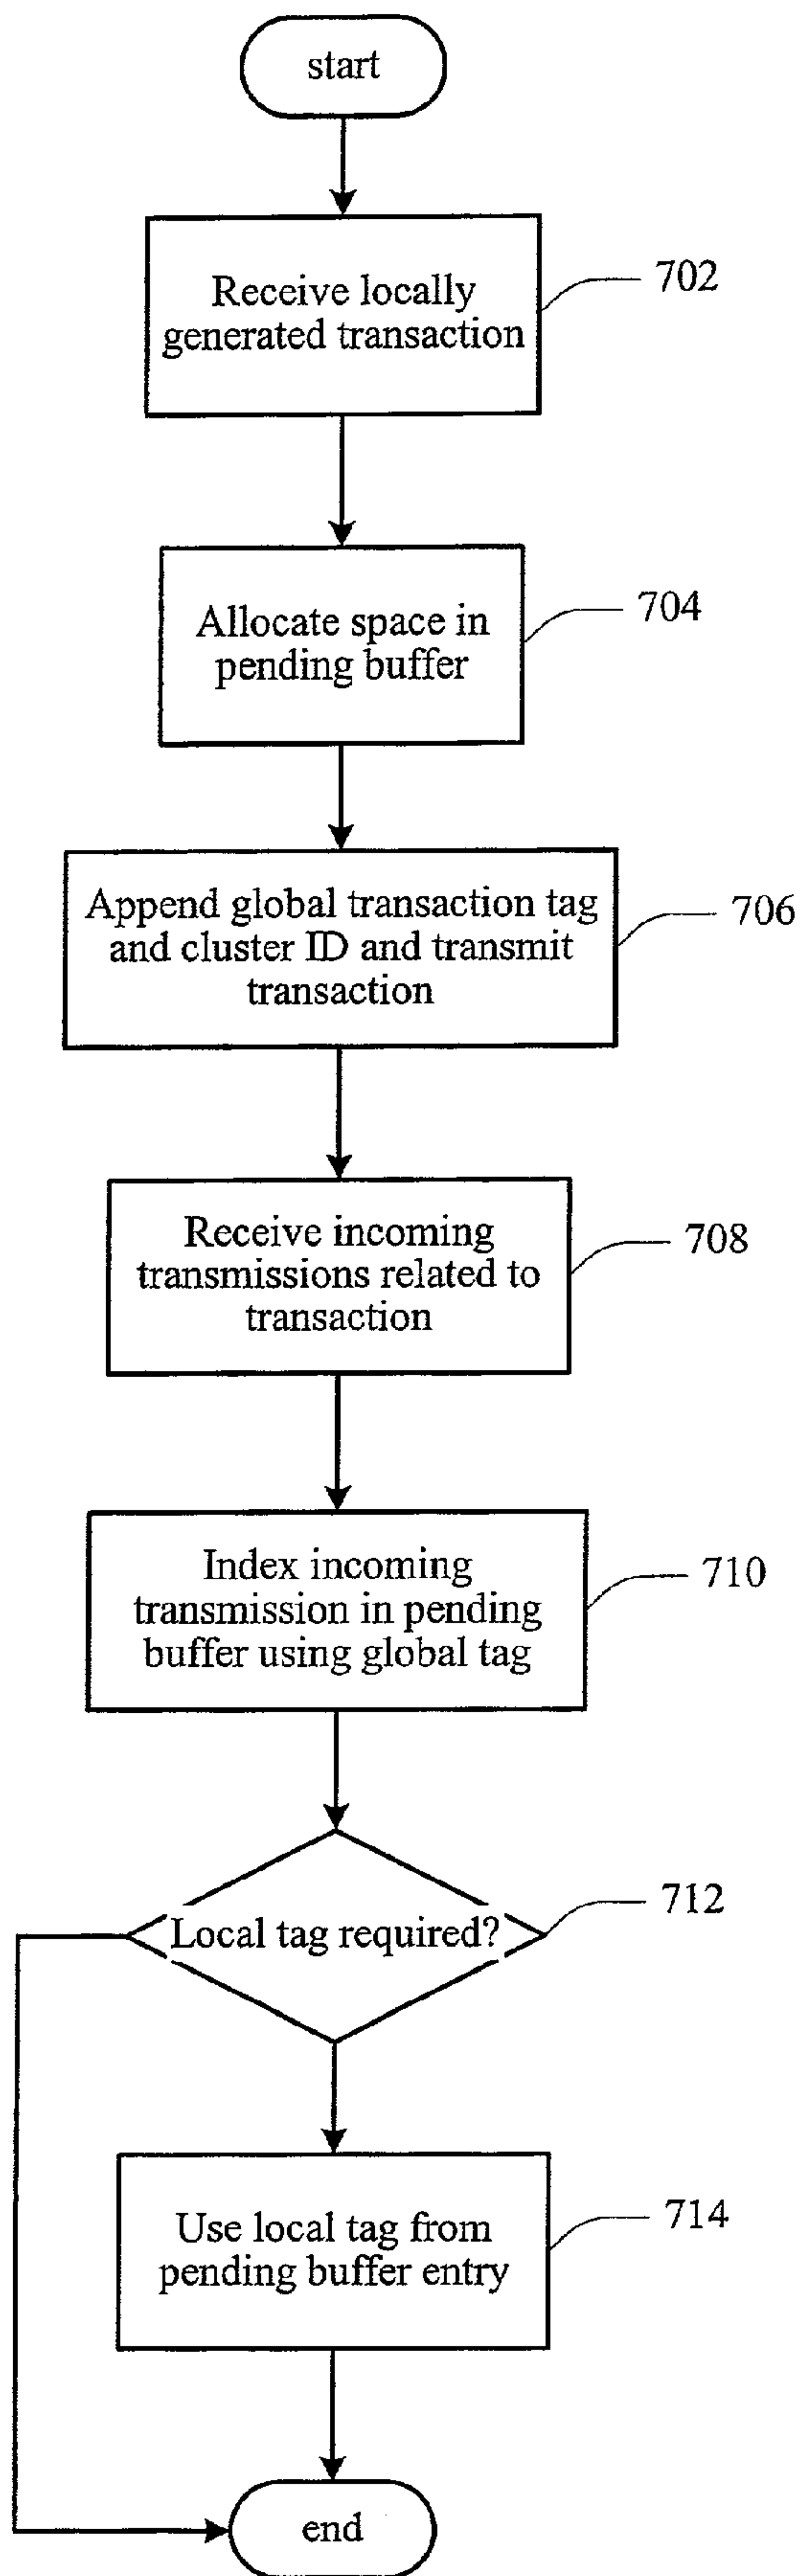 start
Receive locally
generated transaction
702
Allocate space in
pending buffer
704
Append global transaction tag
and cluster ID and transmit
transaction
706
Receive incoming
transmissions related to
transaction
708
Index incoming
transmission in pending
buffer using global tag
710
Local tag required?
712
Use local tag from
pending buffer entry
714
end